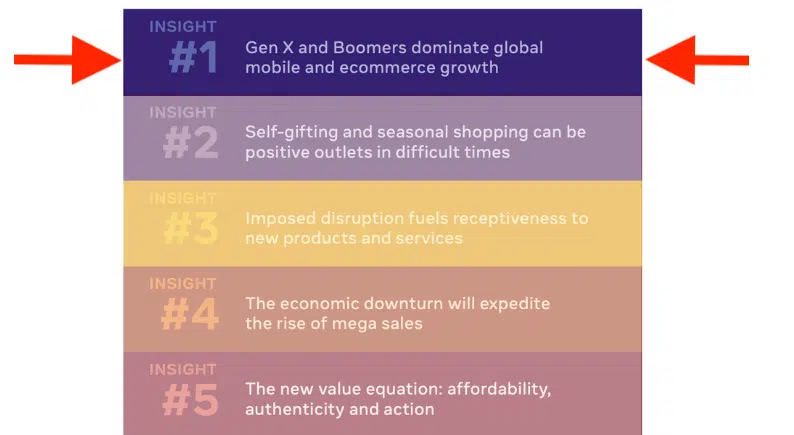 INSIGHT
#1
Gen X and Boomers dominate global
mobile and ecommerce growth
INSIGHT
#2
Self-gifting and seasonal shopping can be
positive outlets in difficult times
INSIGHT
#3
Imposed disruption fuels receptiveness to
new products and services
INSIGHT
#4
The economic downturn will expedite
the rise of mega sales
INSIGHT
#5
The new value equation: affordability,
authenticity and action